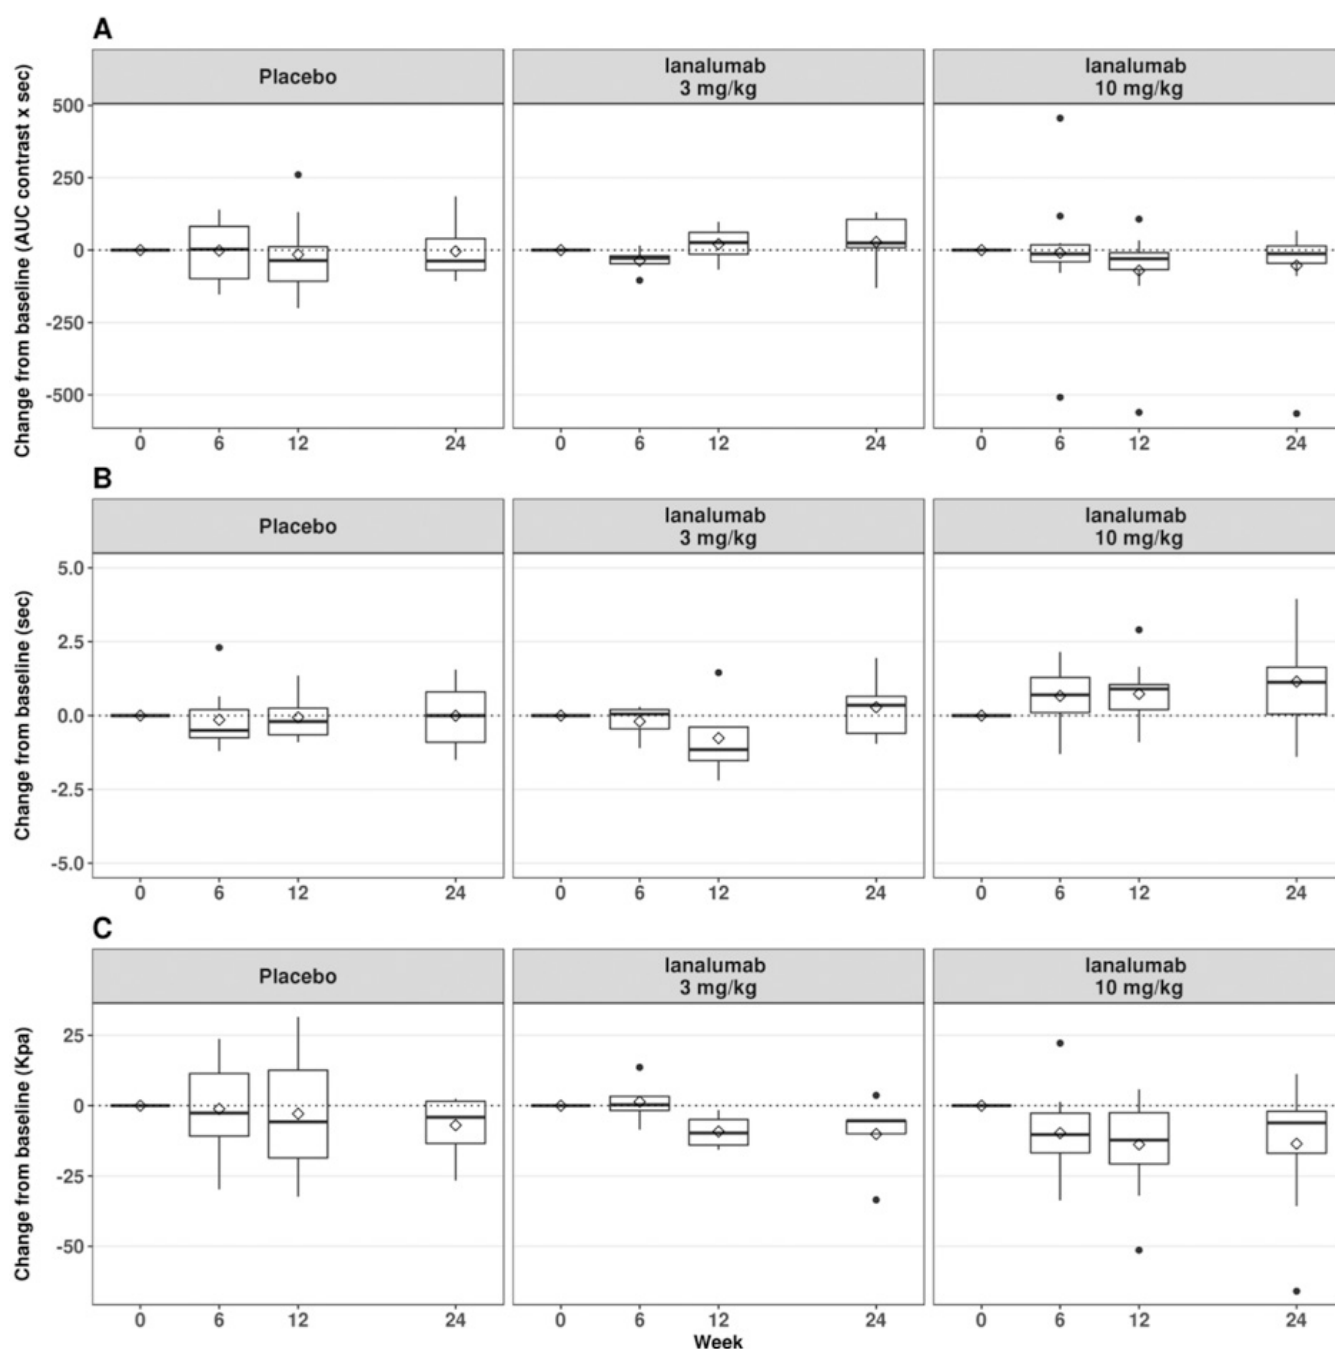 A
Placebo
Ianalumab
3 mg/kg
Ianalumab
10 mg/kg
Change from baseline (AUC contrast x sec)
500
250
0
-250
-500
0 6 12 24
0 6 12 24
0 6 12 24
B
Placebo
Ianalumab
3 mg/kg
Ianalumab
10 mg/kg
Change from baseline (sec)
5.0
2.5
0.0
-2.5
-5.0
0 6 12 24
0 6 12 24
0 6 12 24
C
Placebo
Ianalumab
3 mg/kg
Ianalumab
10 mg/kg
Change from baseline (Kpa)
25
0
-25
-50
0 6 12 24
0 6 12 24
0 6 12 24
Week